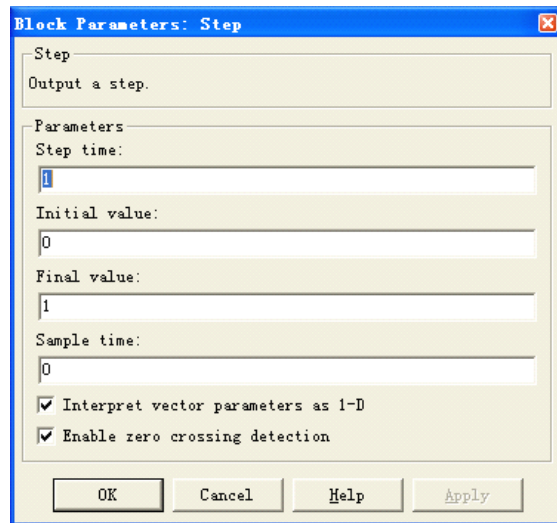 Block Parameters: Step
Step
Output a step.
Parameters
Step time:
1
Initial value:
0
Final value:
1
Sample time:
0
Interpret vector parameters as 1-D
Enable zero crossing detection
OK Cancel Help Apply